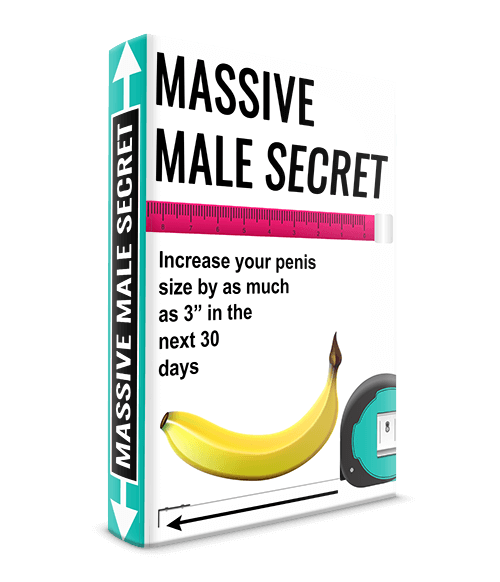 MASSIVE MALE SECRET
MASSIVE
MALE SECRET
Increase your penis
size by as much
as 3” in the
next 30
days
8